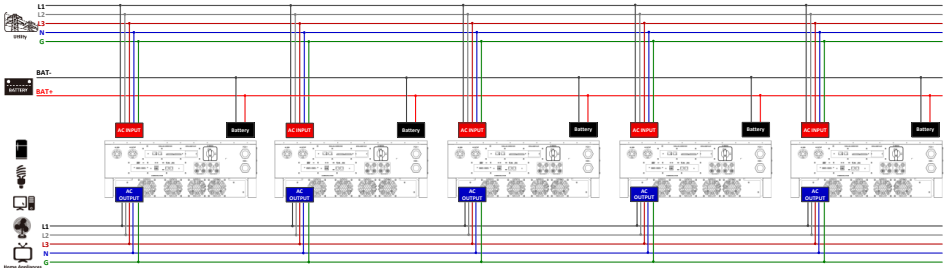 L1
L2
L3
N
G
Utility
BAT-
BAT+
BATTERY
AC INPUT
Battery
AC INPUT
Battery
AC INPUT
Battery
AC INPUT
Battery
AC INPUT
Battery
AC
OUTPUT
AC
OUTPUT
AC
OUTPUT
AC
OUTPUT
AC
OUTPUT
L1
L2
L3
N
G
Home Appliances